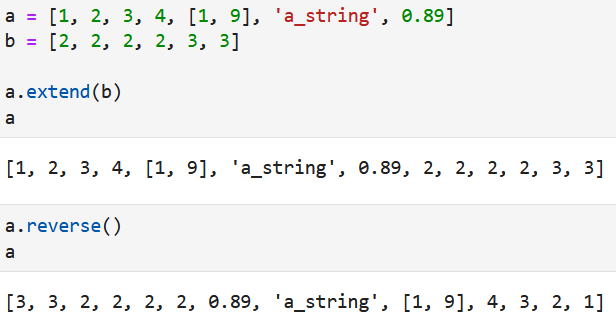 a = [1, 2, 3, 4, [1, 9], 'a_string', 0.89]
b = [2, 2, 2, 2, 3, 3]
a.extend(b)
a
[1, 2, 3, 4, [1, 9], 'a_string', 0.89, 2, 2, 2, 2, 3, 3]
a.reverse()
a
[3, 3, 2, 2, 2, 2, 0.89, 'a_string', [1, 9], 4, 3, 2, 1]